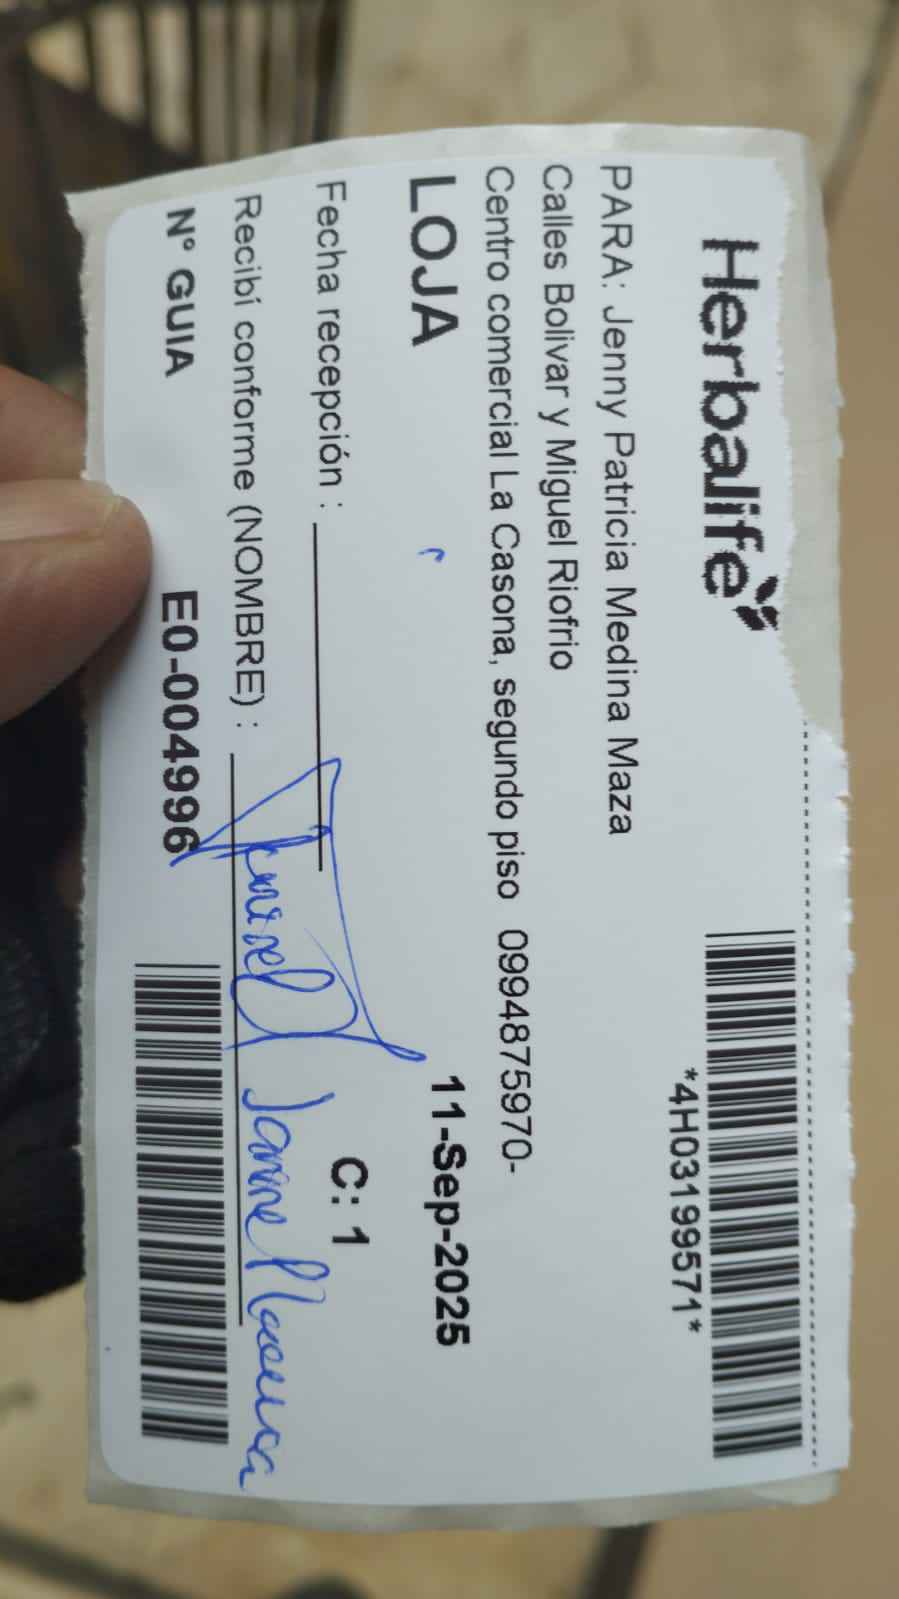 Herbalife
*4H03199571*
PARA: Jenny Patricia Medina Maza
Calles Bolivar y Miguel Riofrio
Centro comercial La Casona, segundo piso 0994875970-
LOJA 11-Sep-2025
Fecha recepción : C: 1
Recibí conforme (NOMBRE) :
Nº GUIA E0-004996